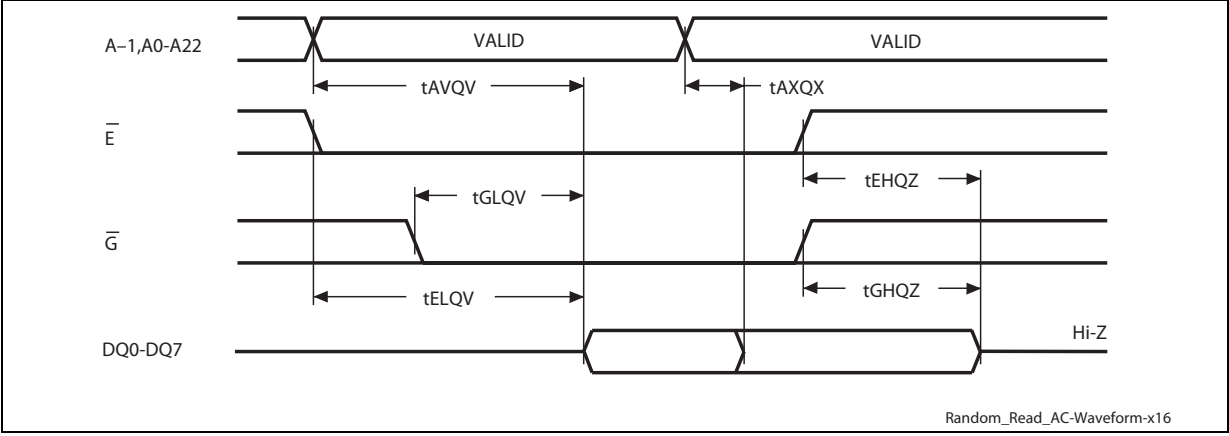 A–1,A0-A22
VALID
VALID
tAVQV
tAXQX
E̅
tEHQZ
tGLQV
G̅
tELQV
tGHQZ
DQ0-DQ7
Hi-Z
Random_Read_AC-Waveform-x16